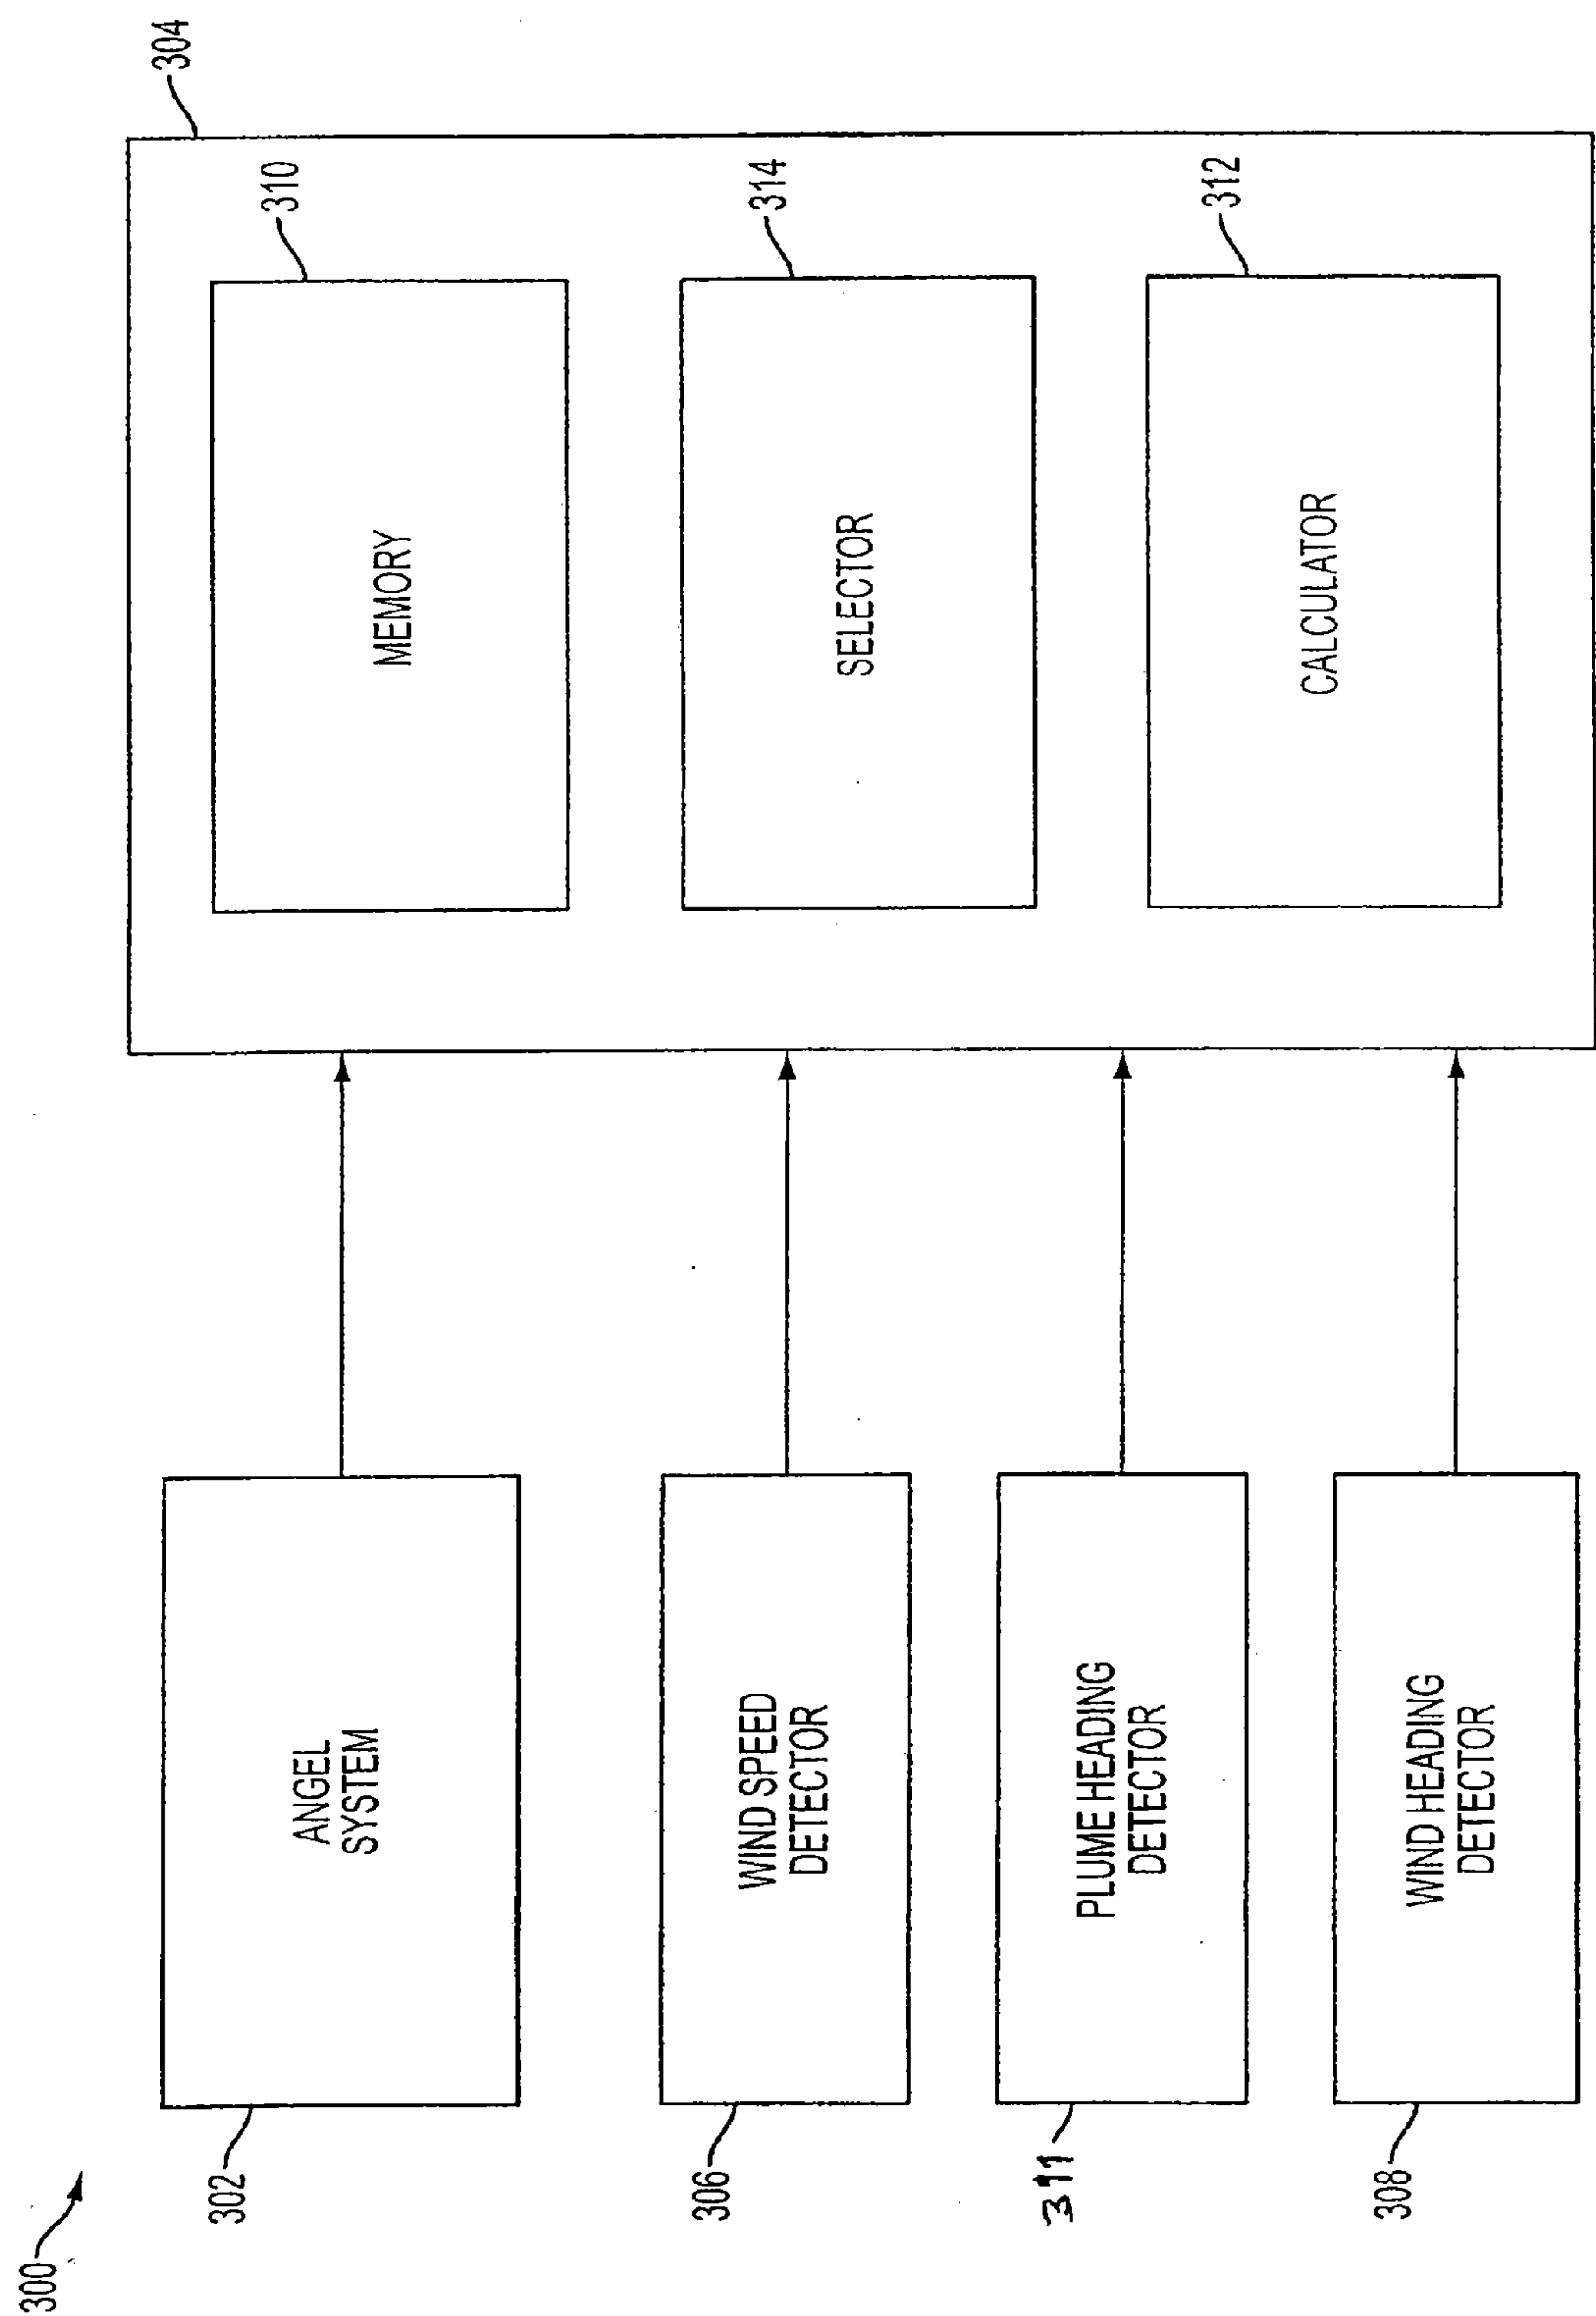 300
302
ANGEL
SYSTEM
306
WIND SPEED
DETECTOR
311
PLUME HEADING
DETECTOR
308
WIND HEADING
DETECTOR
304
310
MEMORY
314
SELECTOR
312
CALCULATOR